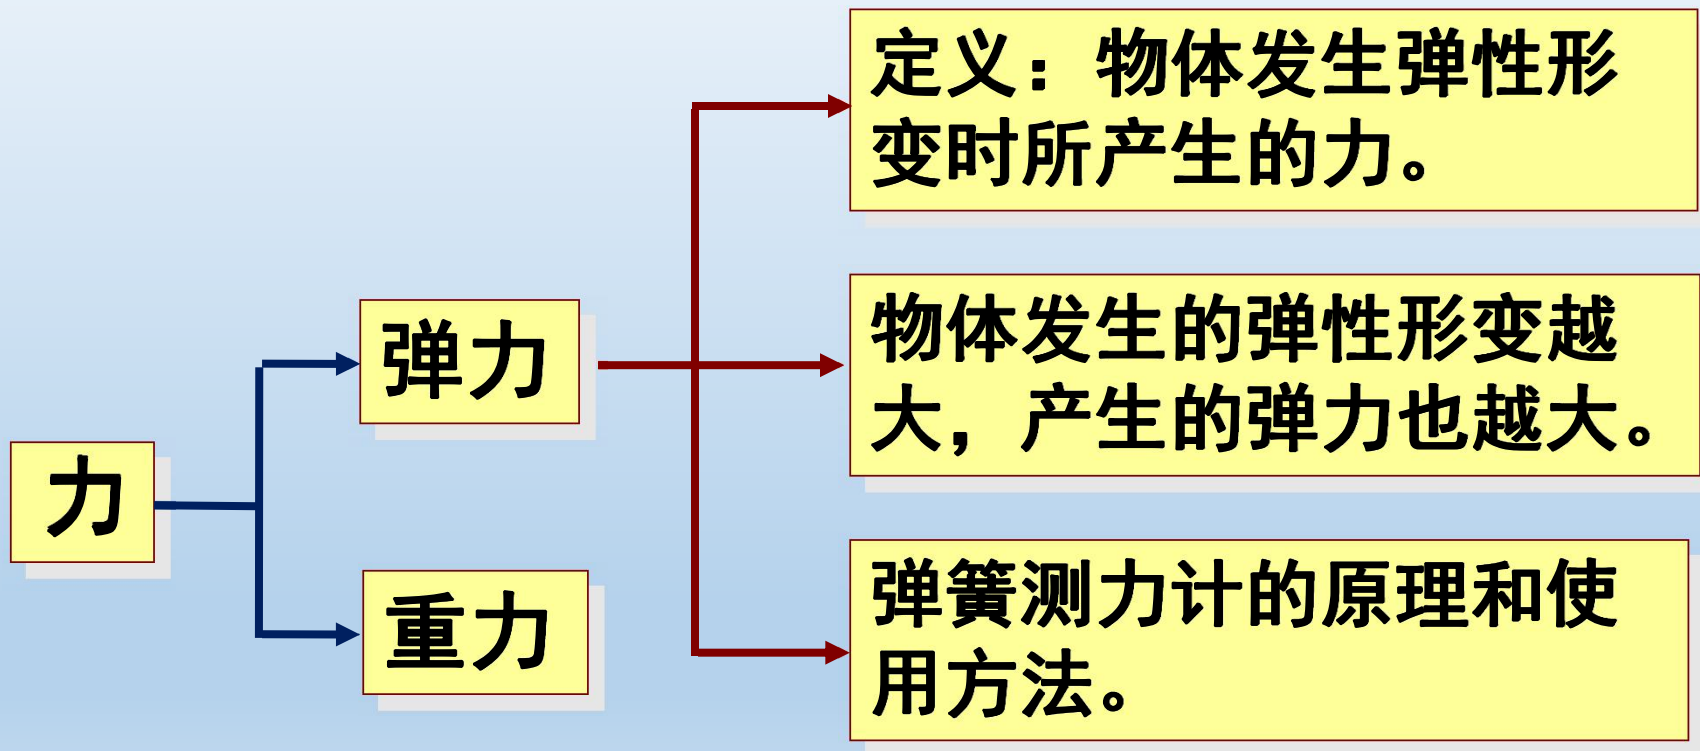 力
弹力
重力
定义：物体发生弹性形
变时所产生的力。
物体发生的弹性形变越
大，产生的弹力也越大。
弹簧测力计的原理和使
用方法。